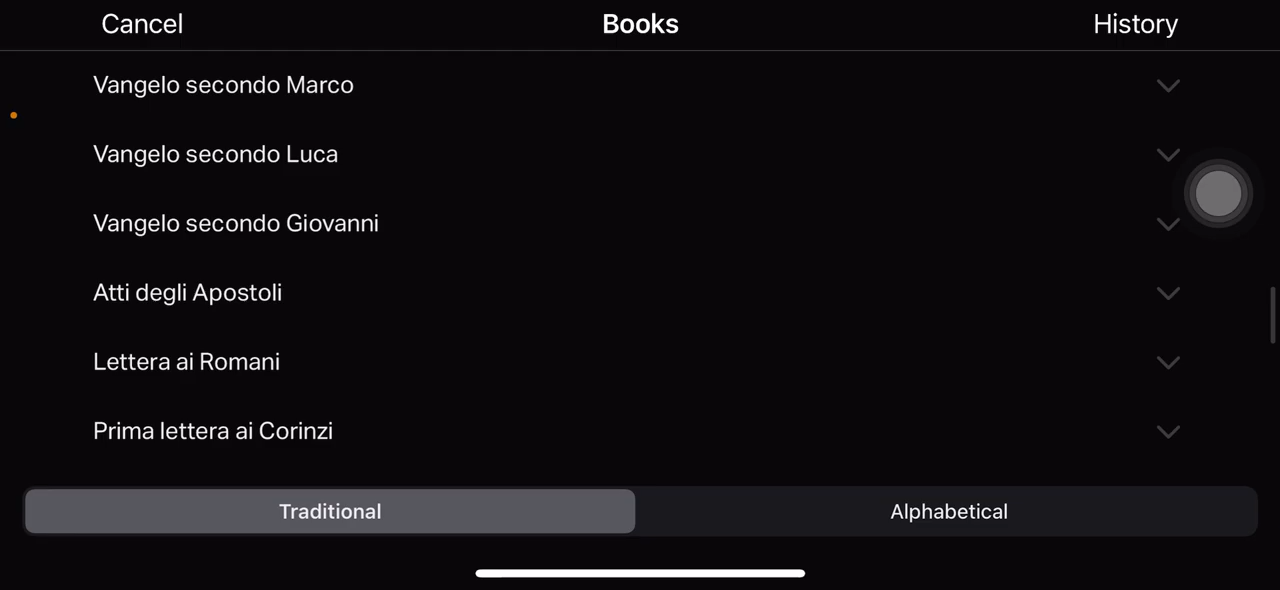 Cancel
Books
History
Vangelo secondo Marco
Vangelo secondo Luca
Vangelo secondo Giovanni
Atti degli Apostoli
Lettera ai Romani
Prima lettera ai Corinzi
Traditional
Alphabetical